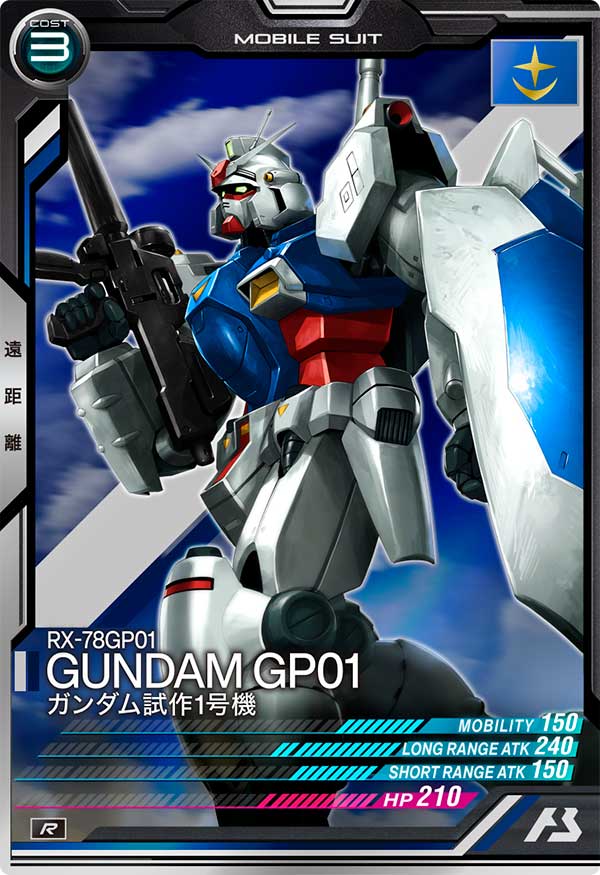 COST
3
MOBILE SUIT
遠距離
RX-78GP01
GUNDAM GP01
ガンダム試作1号機
MOBILITY 150
LONG RANGE ATK 240
SHORT RANGE ATK 150
HP 210
R